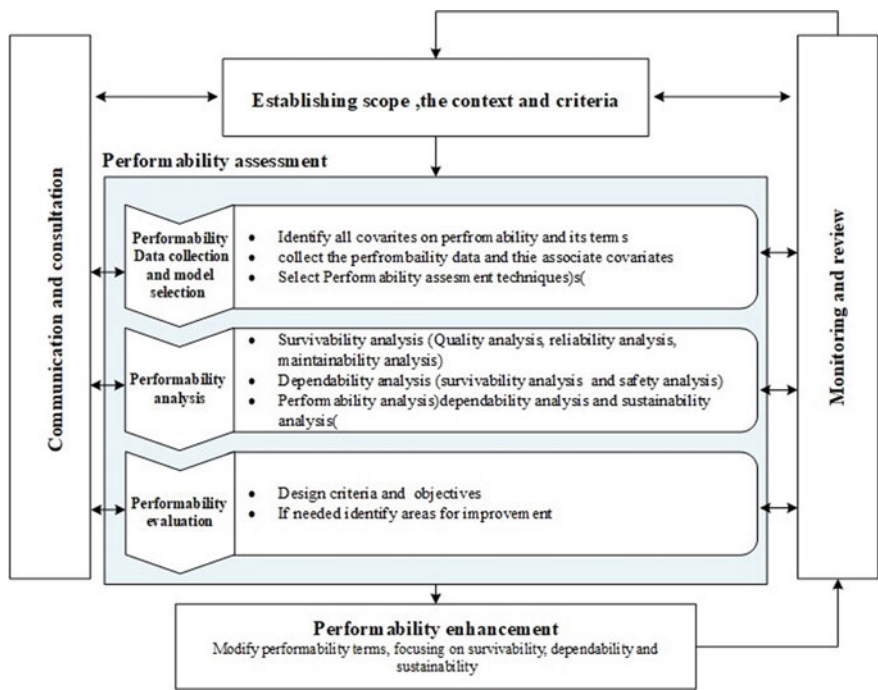 Establishing scope ,the context and criteria
Communication and consultation
Monitoring and review
Performability assessment
Performability
Data collection
and model
selection
• Identify all covarites on perfromability and its terms
• collect the perfrombaility data and thie associate covariates
• Select Performability assesment techniques)s(
Performability
analysis
• Survivability analysis (Quality analysis, reliability analysis,
maintainability analysis)
• Dependability analysis (survivability analysis and safety analysis)
• Performability analysis)dependability analysis and sustainability
analysis(
Performability
evaluation
• Design criteria and objectives
• If needed identify areas for improvement
Performability enhancement
Modify performability terms, focusing on survivability, dependability and
sustainability